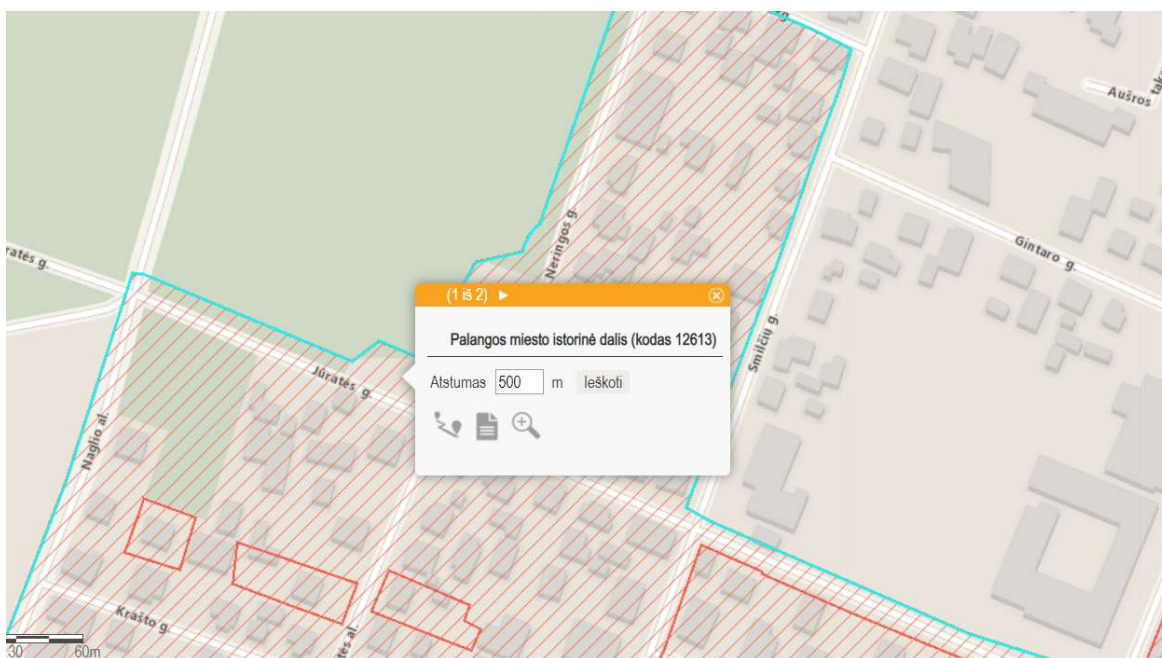 g.
Aušros tak
ratės g.
Neringos g.
Gintaro g.
(1 iš 2)
Palangos miesto istorinė dalis (kodas 12613)
Smilčių g.
Jūratės g.
Atstumas 500 m Ieškoti
Naglio al.
Krašto g.
tės al.
30 60m